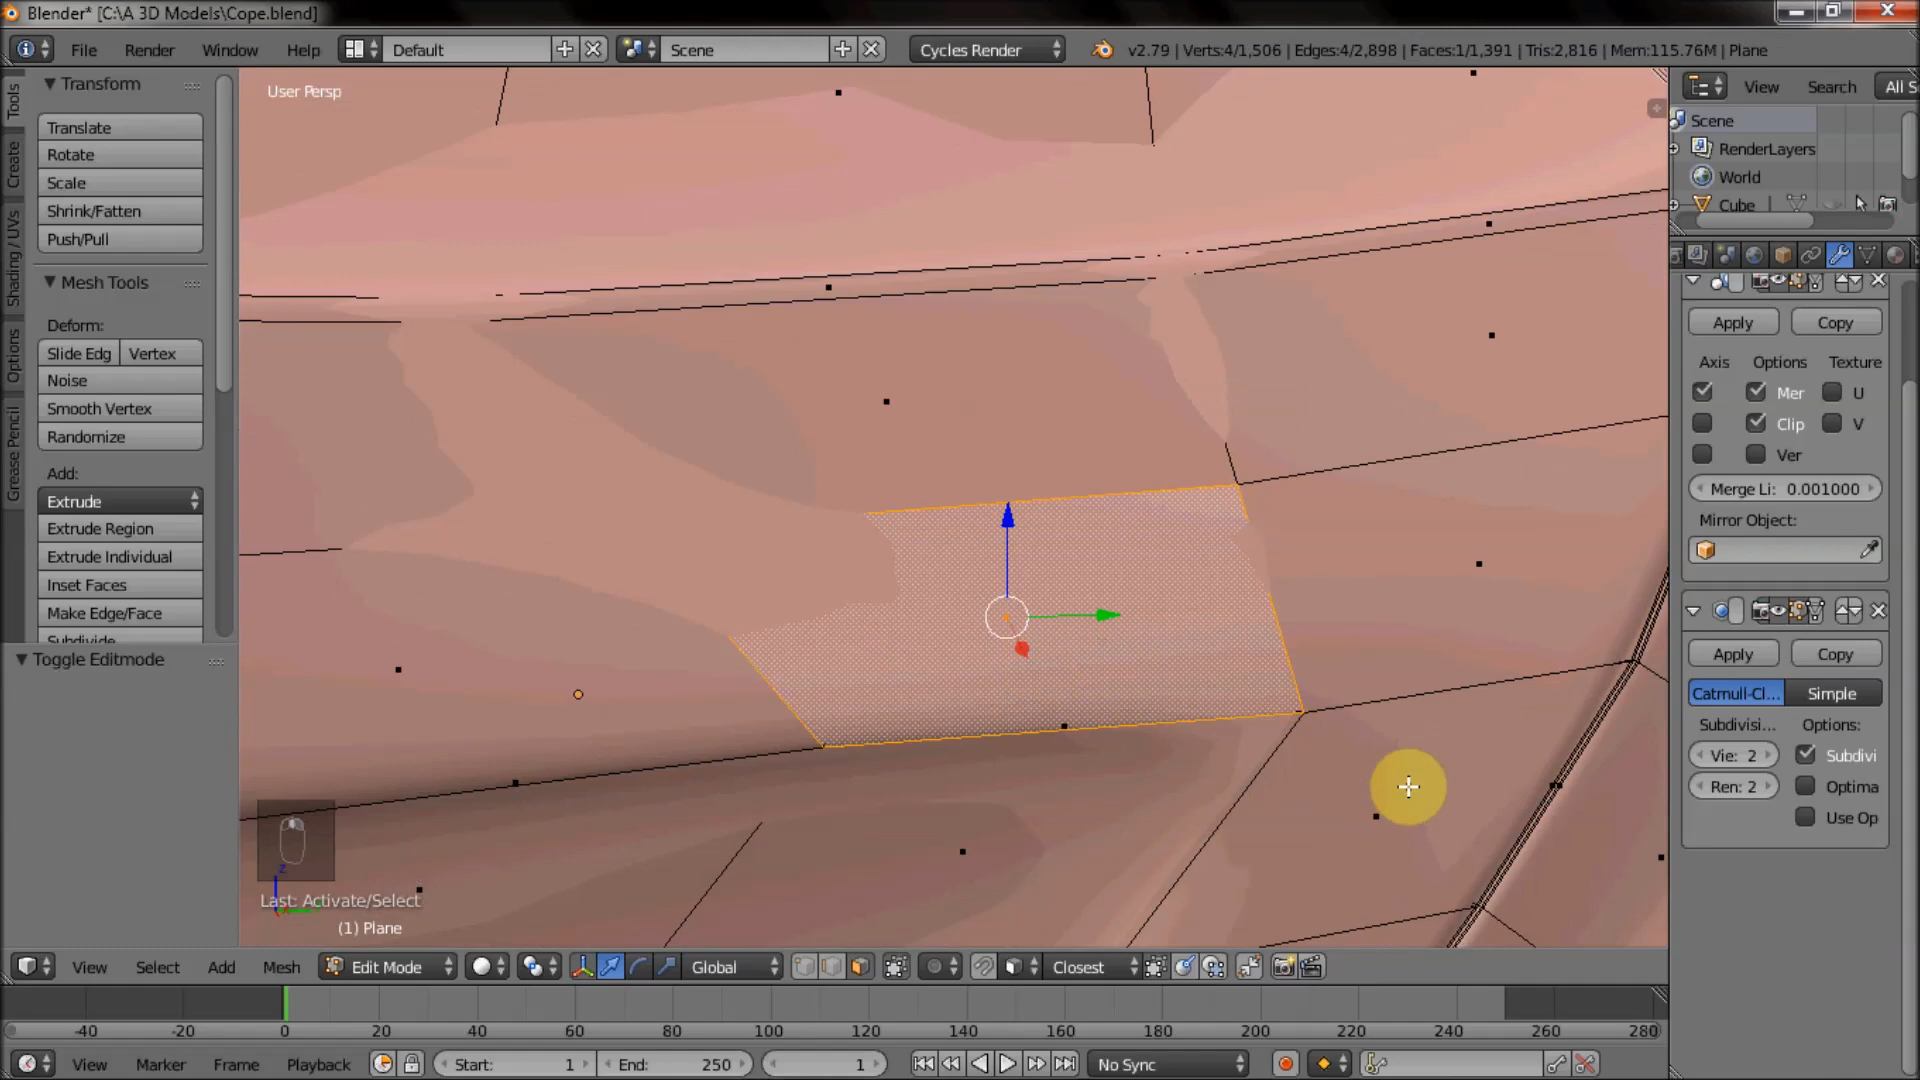 Blender* [C:\A 3D Models\Cope.blend]
File Render Window Help Default Scene Cycles Render v2.79 | Verts:4/1,506 | Edges:4/2,898 | Faces:1/1,391 | Tris:2,816 | Mem:115.76M | Plane
Tools
Create
Shading / UVs
Options
Grease Pencil
Transform
Translate
Rotate
Scale
Shrink/Fatten
Push/Pull
Mesh Tools
Deform:
Slide Edg Vertex
Noise
Smooth Vertex
Randomize
Add:
Extrude
Extrude Region
Extrude Individual
Inset Faces
Make Edge/Face
Subdivide
Toggle Editmode
User Persp
Z
Last: Activate/Select
(1) Plane
View Search All S
Scene
RenderLayers
World
Cube
Apply Copy
Axis Options Texture
Mer U
Clip V
Ver
Merge Li: 0.001000
Mirror Object:
Apply Copy
Catmull-Cl... Simple
Subdivisi... Options:
Vie: 2 Subdivi
Ren: 2 Optima
Use Op
View Select Add Mesh Edit Mode Global Closest
-40 -20 0 20 40 60 80 100 120 140 160 180 200 220 240 260 280
View Marker Frame Playback Start: 1 End: 250 1 No Sync